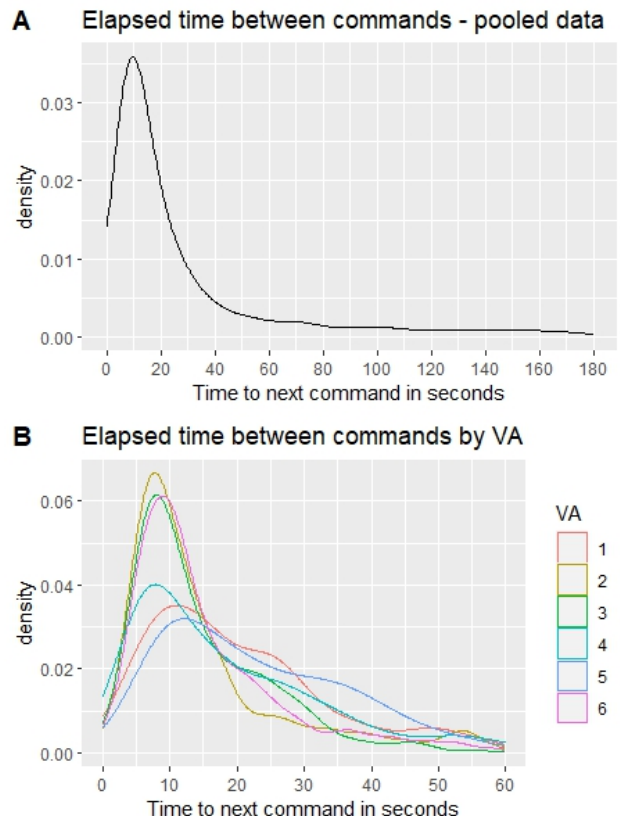 A Elapsed time between commands - pooled data
density
0.03
0.02
0.01
0.00
0 20 40 60 80 100 120 140 160 180
Time to next command in seconds
B Elapsed time between commands by VA
density
0.06
0.04
0.02
0.00
0 10 20 30 40 50 60
Time to next command in seconds
VA
1
2
3
4
5
6